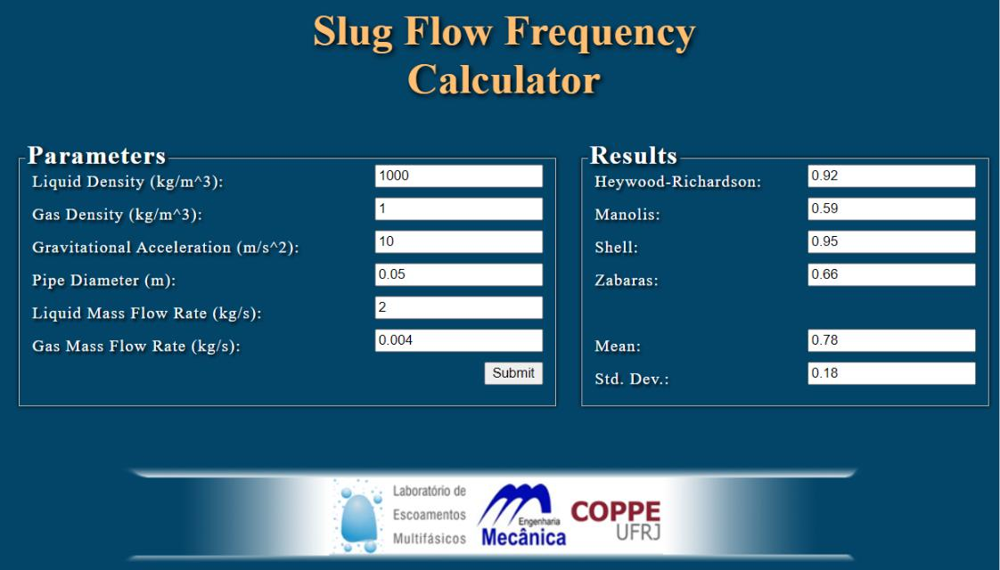 Slug Flow Frequency
Calculator
Parameters
Liquid Density (kg/m^3): 1000
Gas Density (kg/m^3): 1
Gravitational Acceleration (m/s^2): 10
Pipe Diameter (m): 0.05
Liquid Mass Flow Rate (kg/s): 2
Gas Mass Flow Rate (kg/s): 0.004
Submit
Results
Heywood-Richardson: 0.92
Manolis: 0.59
Shell: 0.95
Zabaras: 0.66
Mean: 0.78
Std. Dev.: 0.18
Laboratório de
Escoamentos
Multifásicos
Engenharia
Mecânica
COPPE
UFRJ